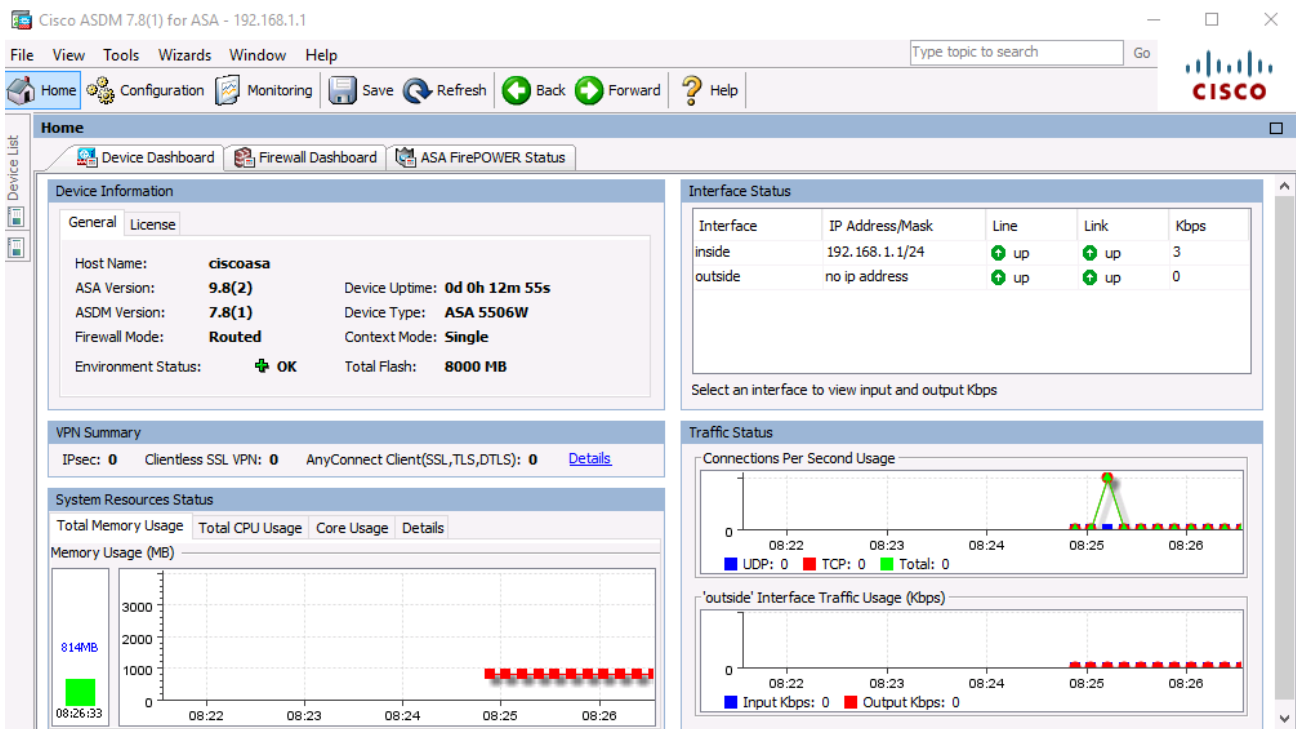 Cisco ASDM 7.8(1) for ASA - 192.168.1.1
File View Tools Wizards Window Help
Type topic to search Go
Home Configuration Monitoring Save Refresh Back Forward Help
CISCO
Device List
Home
Device Dashboard Firewall Dashboard ASA FirePOWER Status
Device Information
General License
Host Name: ciscoasa
ASA Version: 9.8(2) Device Uptime: 0d 0h 12m 55s
ASDM Version: 7.8(1) Device Type: ASA 5506W
Firewall Mode: Routed Context Mode: Single
Environment Status: OK Total Flash: 8000 MB
Interface Status
Interface IP Address/Mask Line Link Kbps
inside 192.168.1.1/24 up up 3
outside no ip address up up 0
Select an interface to view input and output Kbps
VPN Summary
IPsec: 0 Clientless SSL VPN: 0 AnyConnect Client(SSL,TLS,DTLS): 0 Details
System Resources Status
Total Memory Usage Total CPU Usage Core Usage Details
Memory Usage (MB)
814MB
08:26:33
3000
2000
1000
0
08:22 08:23 08:24 08:25 08:26
Traffic Status
Connections Per Second Usage
0
08:22 08:23 08:24 08:25 08:26
UDP: 0 TCP: 0 Total: 0
'outside' Interface Traffic Usage (Kbps)
0
08:22 08:23 08:24 08:25 08:26
Input Kbps: 0 Output Kbps: 0